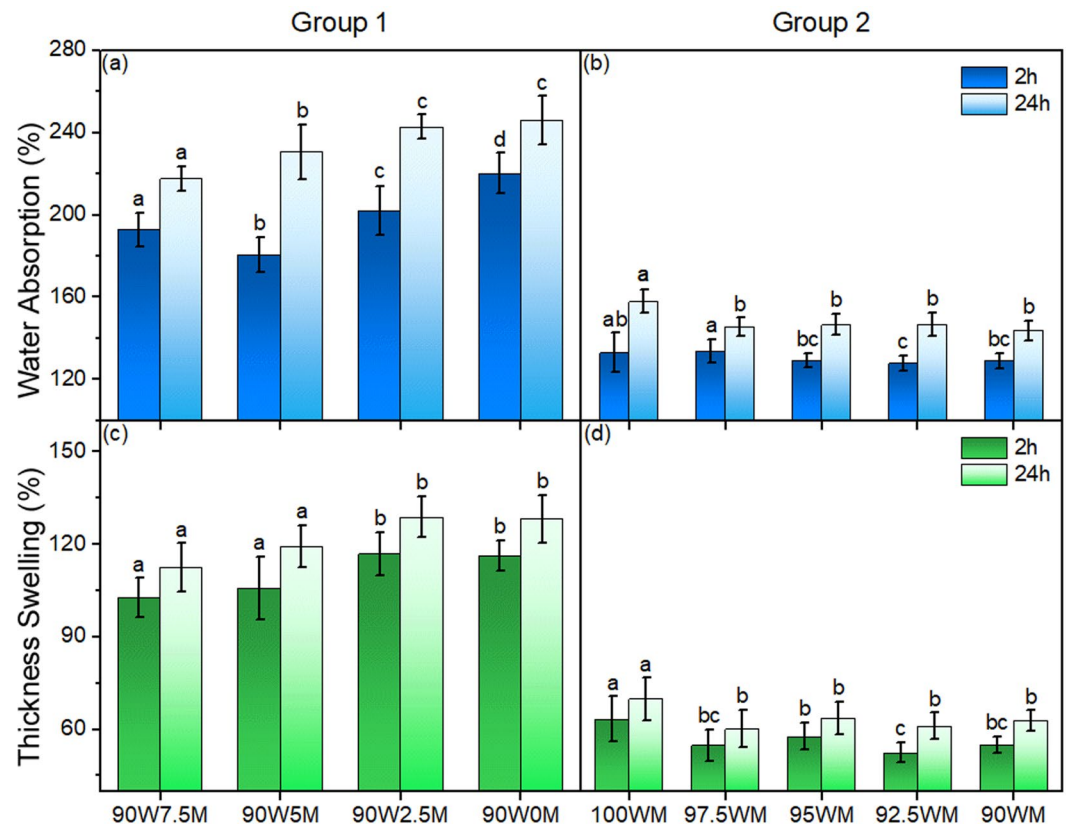 Group 1
Group 2
Water Absorption (%)
280
240
200
160
120
(a)
a
a
b
b
c
c
d
c
(b)
2h
24h
ab
a
a
b
bc
b
c
b
bc
b
Thickness Swelling (%)
150
120
90
60
(c)
a
a
a
a
b
b
b
b
(d)
2h
24h
a
a
bc
b
b
b
c
b
bc
b
90W7.5M
90W5M
90W2.5M
90W0M
100WM
97.5WM
95WM
92.5WM
90WM